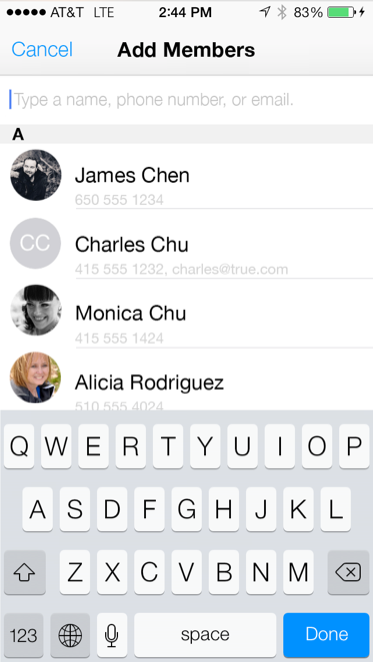 AT&T LTE 2:44 PM 83%
Cancel Add Members
Type a name, phone number, or email.
A
James Chen
650 555 1234
CC
Charles Chu
415 555 1232, charles@true.com
Monica Chu
415 555 1424
Alicia Rodriguez
510 555 4024
Q W E R T Y U I O P
A S D F G H J K L
Z X C V B N M
123 space Done